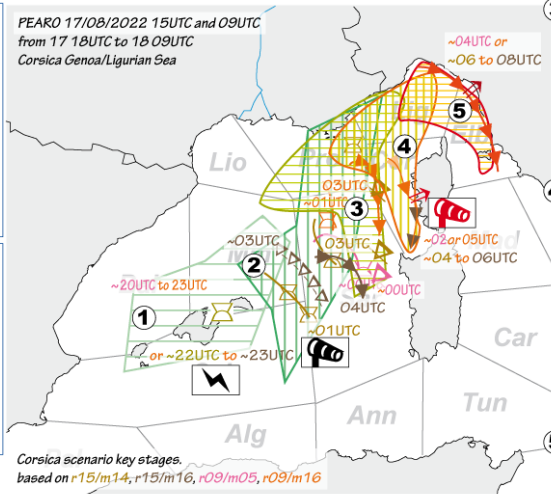 PEARO 17/08/2022 15UTC and 09UTC
from 17 18UTC to 18 09UTC
Corsica Genoa/Ligurian Sea
~04UTC or
~06 to 08UTC
5
4
Lio
03UTC
~01UTC
3
~03UTC
03UTC
2
~02 or 05UTC
~04 to 06UTC
~20UTC to 23UTC
~00UTC
04UTC
1
~01UTC
or ~22UTC to ~23UTC
Car
Alg
Ann
Tun
Corsica scenario key stages.
based on r15/m14, r15/m16, r09/m05, r09/m16